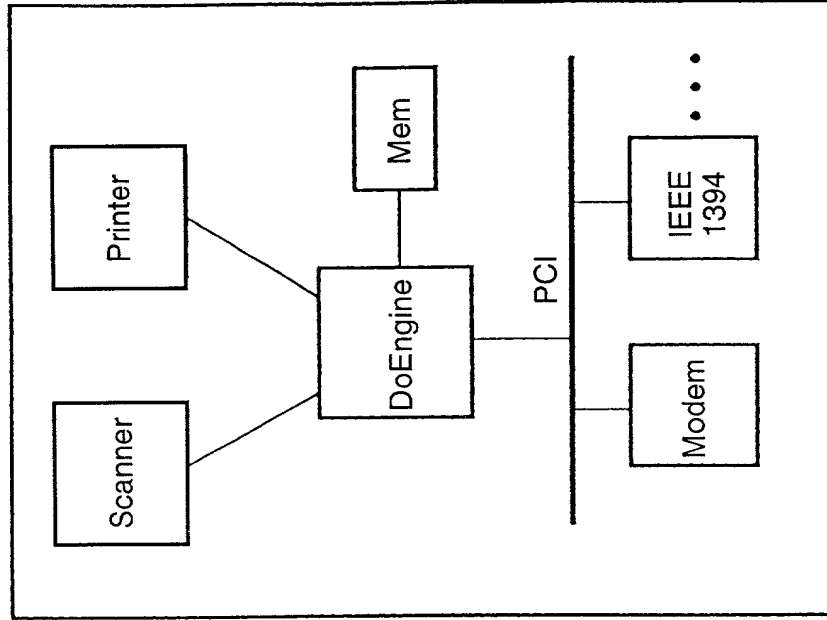 Scanner
Printer
DoEngine
Mem
PCI
Modem
IEEE
1394